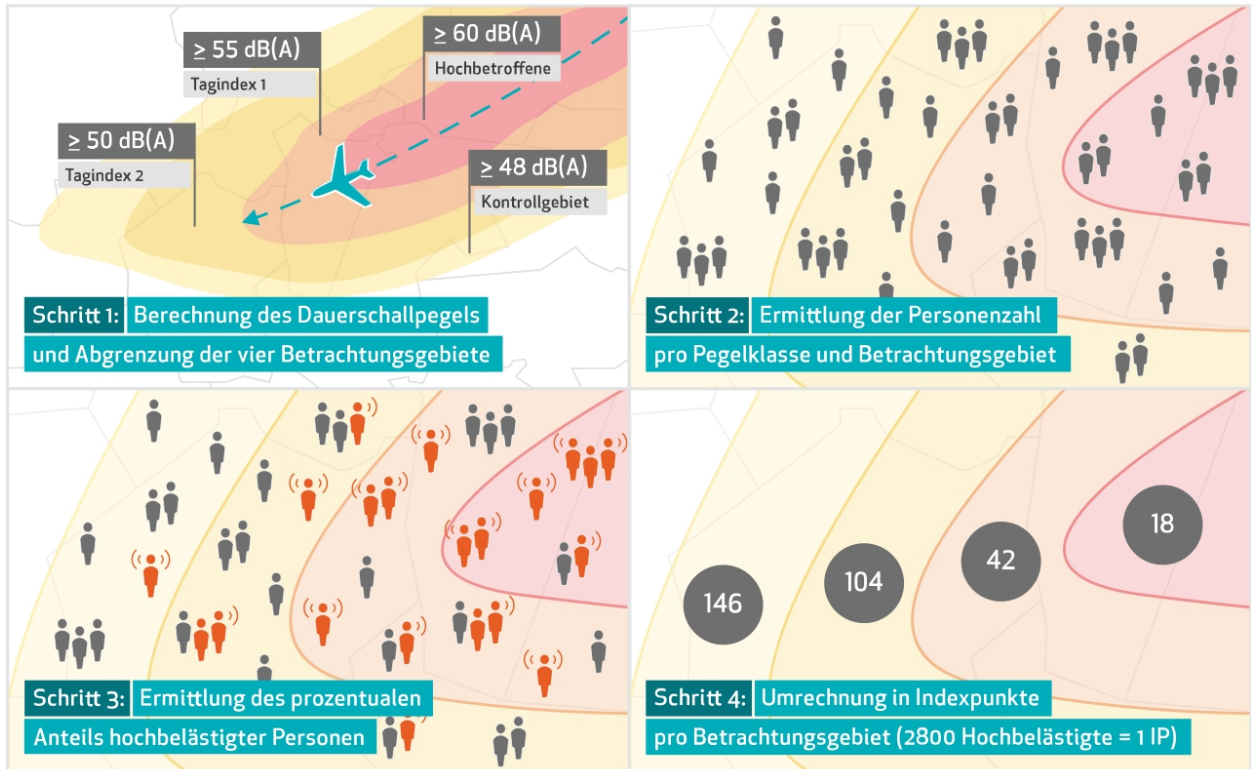 ≥ 55 dB(A)
Tagindex 1
≥ 60 dB(A)
Hochbetroffene
≥ 50 dB(A)
Tagindex 2
≥ 48 dB(A)
Kontrollgebiet
Schritt 1: Berechnung des Dauerschallpegels
und Abgrenzung der vier Betrachtungsgebiete
Schritt 2: Ermittlung der Personenzahl
pro Pegelklasse und Betrachtungsgebiet
Schritt 3: Ermittlung des prozentualen
Anteils hochbelästigter Personen
146
104
42
18
Schritt 4: Umrechnung in Indexpunkte
pro Betrachtungsgebiet (2800 Hochbelästigte = 1 IP)